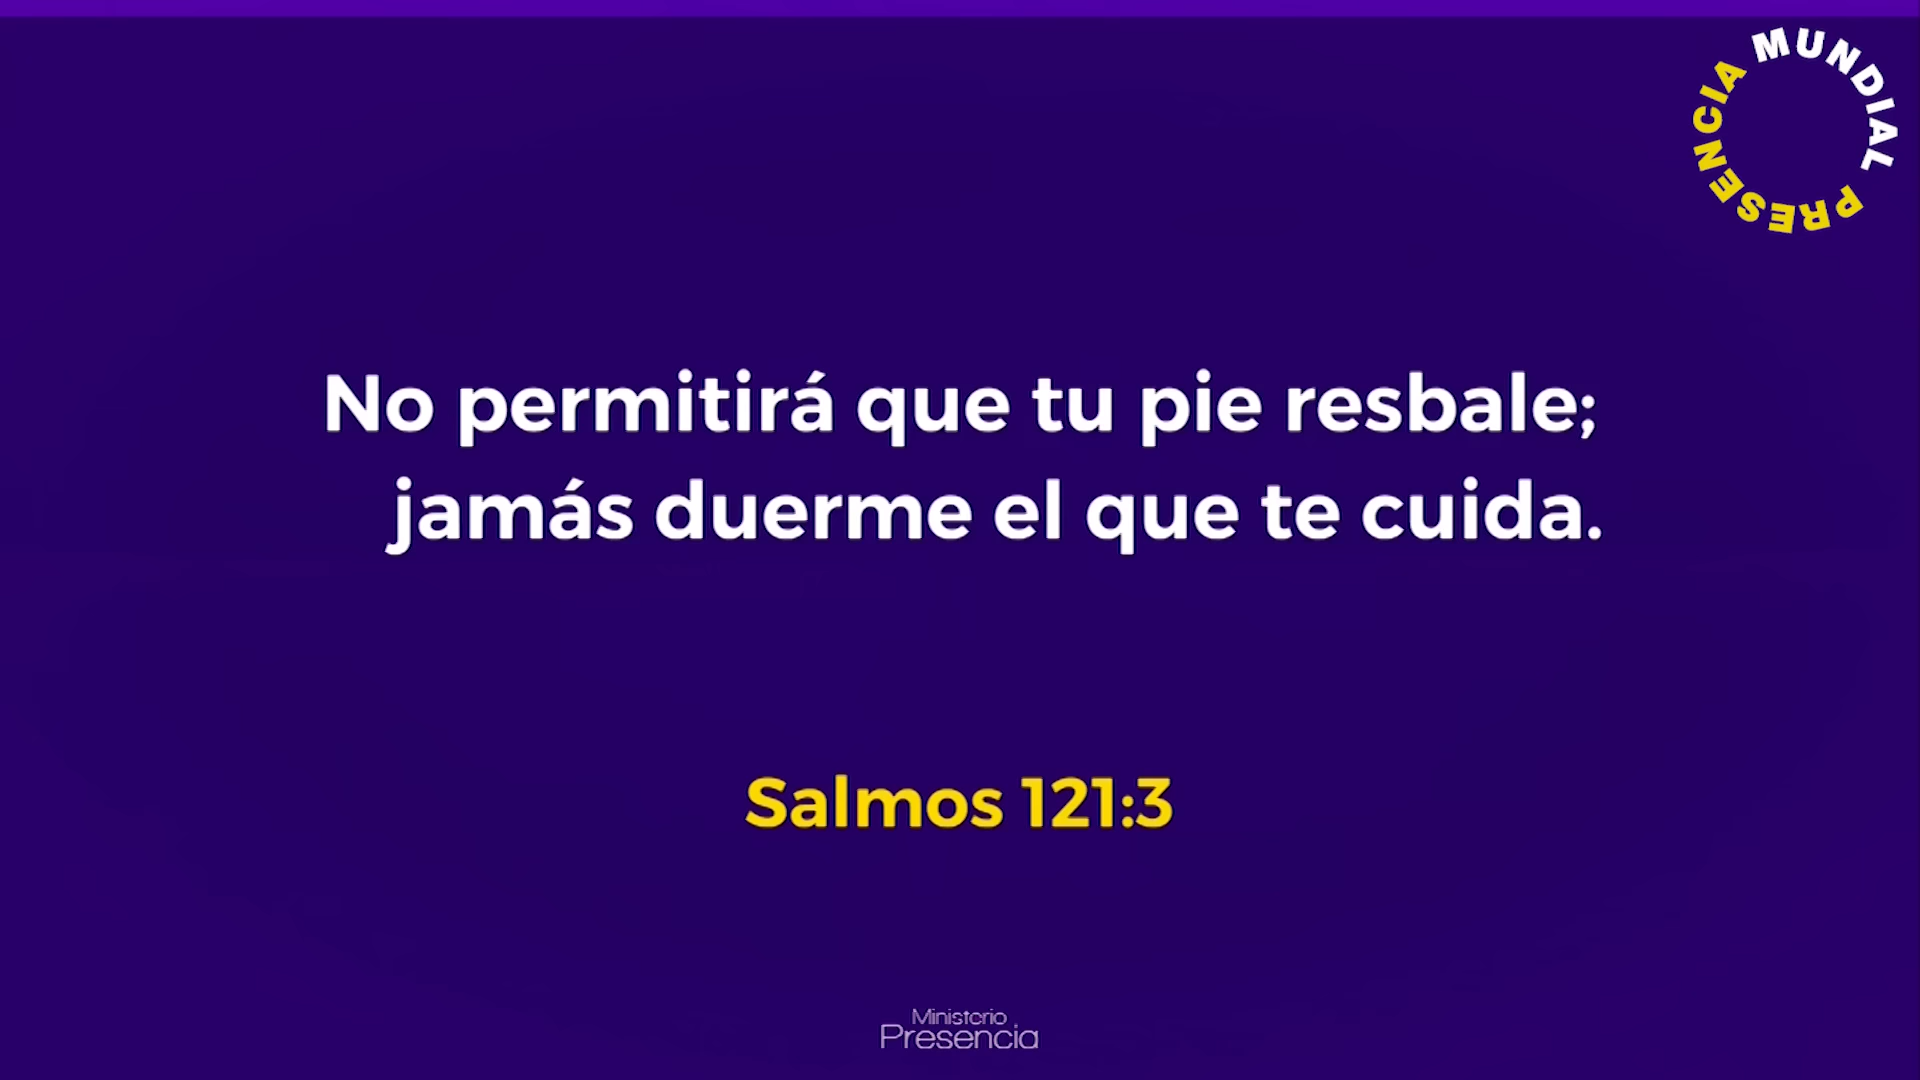 PRESENCIA MUNDIAL
No permitirá que tu pie resbale;
jamás duerme el que te cuida.
Salmos 121:3
Ministerio
Presencia